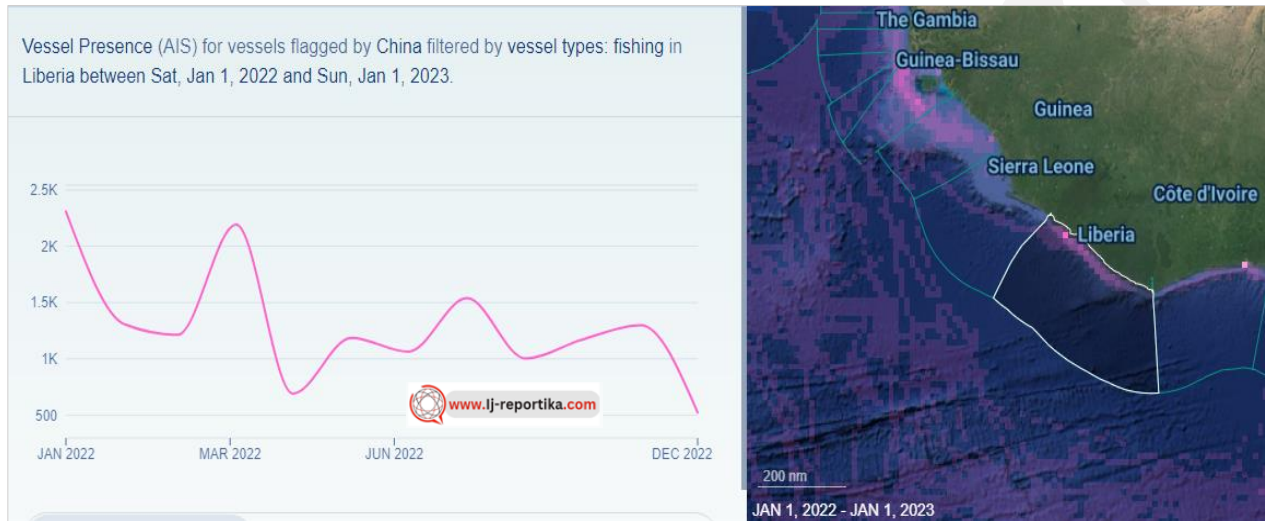 Vessel Presence (AIS) for vessels flagged by China filtered by vessel types: fishing in
Liberia between Sat, Jan 1, 2022 and Sun, Jan 1, 2023.
2.5K
2K
1.5K
1K
500
JAN 2022
MAR 2022
JUN 2022
DEC 2022
www.Ij-reportika.com
The Gambia
Guinea-Bissau
Guinea
Sierra Leone
Côte d'Ivoire
Liberia
200 nm
JAN 1, 2022 - JAN 1, 2023